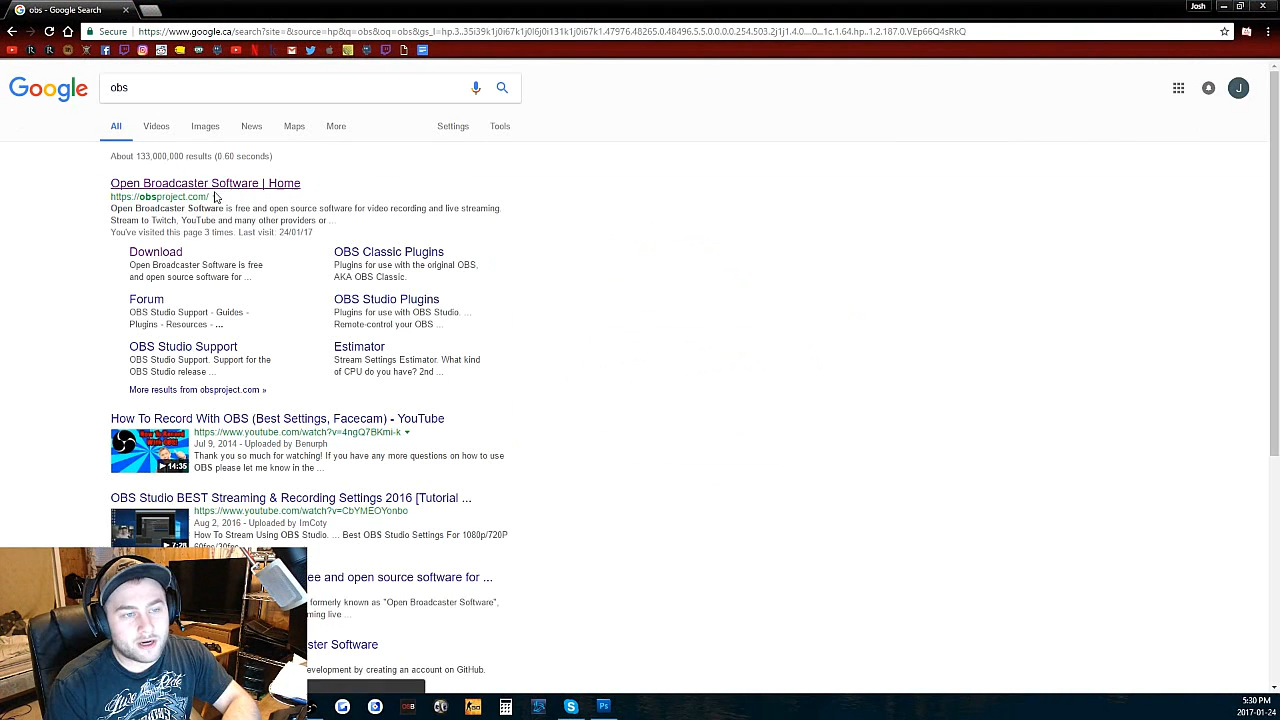 obs - Google Search
Josh
Secure
https://www.google.ca/search?site=&source=hp&q=obs&oq=obs&gs_l=hp.3..35i39k1j0i67k1j0l6j0i131k1j0l7.47976.48265.0.48496.5.5.0.0.0.0.254.503.2j1j1.4.0....0...1c.1.64.hp..1.2.187.0.VEp66Q4sRkQ
Google
obs
J
All Videos Images News Maps More Settings Tools
About 133,000,000 results (0.60 seconds)
Open Broadcaster Software | Home
https://obsproject.com/
Open Broadcaster Software is free and open source software for video recording and live streaming.
Stream to Twitch, YouTube and many other providers or ...
You've visited this page 3 times. Last visit: 24/01/17
Download
Open Broadcaster Software is free
and open source software for ...
OBS Classic Plugins
Plugins for use with the original OBS,
AKA OBS Classic.
Forum
OBS Studio Support - Guides -
Plugins - Resources - ...
OBS Studio Plugins
Plugins for use with OBS Studio. ...
Remote-control your OBS ...
OBS Studio Support
OBS Studio Support. Support for the
OBS Studio release ...
Estimator
Stream Settings Estimator. What kind
of CPU do you have? 2nd ...
More results from obsproject.com »
How To Record With OBS (Best Settings, Facecam) - YouTube
https://www.youtube.com/watch?v=4ngQ7BKmi-k
Jul 9, 2014 - Uploaded by Benurph
Thank you so much for watching! If you have any more questions on how to use
OBS please let me know in the ...
14:35
OBS Studio BEST Streaming & Recording Settings 2016 [Tutorial ...
https://www.youtube.com/watch?v=CbYMEOYonbo
Aug 2, 2016 - Uploaded by ImCoty
How To Stream Using OBS Studio. ... Best OBS Studio Settings For 1080p/720P
60fps/30fps
7:28
ee and open source software for ...
formerly known as "Open Broadcaster Software",
ming live ...
ster Software
evelopment by creating an account on GitHub.
5:30 PM
2017-01-24